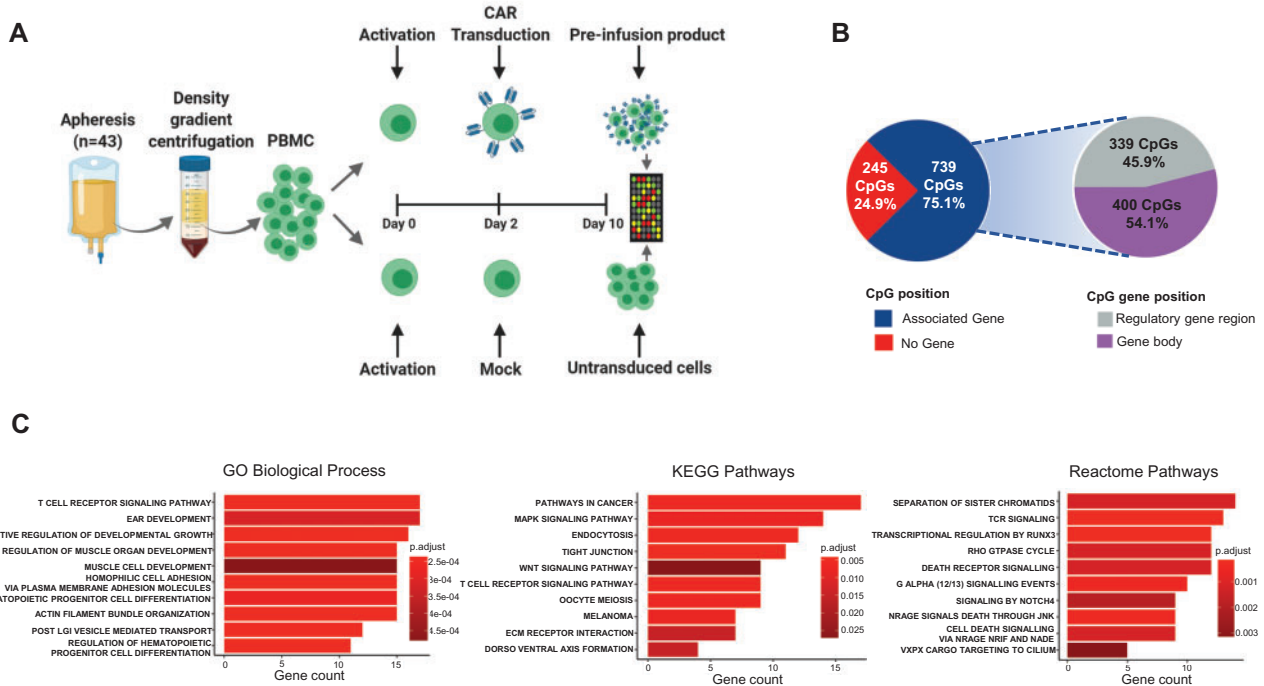 A
Apheresis
(n=43)
Density
gradient
centrifugation
PBMC
Activation
CAR
Transduction
Pre-infusion product
Day 0
Day 2
Day 10
Activation
Mock
Untransduced cells
B
245
CpGs
24.9%
739
CpGs
75.1%
339 CpGs
45.9%
400 CpGs
54.1%
CpG position
Associated Gene
No Gene
CpG gene position
Regulatory gene region
Gene body
C
GO Biological Process
T CELL RECEPTOR SIGNALING PATHWAY
EAR DEVELOPMENT
TIVE REGULATION OF DEVELOPMENTAL GROWTH
REGULATION OF MUSCLE ORGAN DEVELOPMENT
MUSCLE CELL DEVELOPMENT
HOMOPHILIC CELL ADHESION
VIA PLASMA MEMBRANE ADHESION MOLECULES
ATOPOIETIC PROGENITOR CELL DIFFERENTIATION
ACTIN FILAMENT BUNDLE ORGANIZATION
POST LGI VESICLE MEDIATED TRANSPORT
REGULATION OF HEMATOPOIETIC
PROGENITOR CELL DIFFERENTIATION
0 5 10 15
Gene count
p.adjust
2.5e-04
3e-04
3.5e-04
4e-04
4.5e-04
KEGG Pathways
PATHWAYS IN CANCER
MAPK SIGNALING PATHWAY
ENDOCYTOSIS
TIGHT JUNCTION
WNT SIGNALING PATHWAY
T CELL RECEPTOR SIGNALING PATHWAY
OOCYTE MEIOSIS
MELANOMA
ECM RECEPTOR INTERACTION
DORSO VENTRAL AXIS FORMATION
0 5 10 15
Gene count
p.adjust
0.005
0.010
0.015
0.020
0.025
Reactome Pathways
SEPARATION OF SISTER CHROMATIDS
TCR SIGNALING
TRANSCRIPTIONAL REGULATION BY RUNX3
RHO GTPASE CYCLE
DEATH RECEPTOR SIGNALLING
G ALPHA (12/13) SIGNALLING EVENTS
SIGNALING BY NOTCH4
NRAGE SIGNALS DEATH THROUGH JNK
CELL DEATH SIGNALLING
VIA NRAGE NRIF AND NADE
VXPX CARGO TARGETING TO CILIUM
0 5 10
Gene count
p.adjust
0.001
0.002
0.003